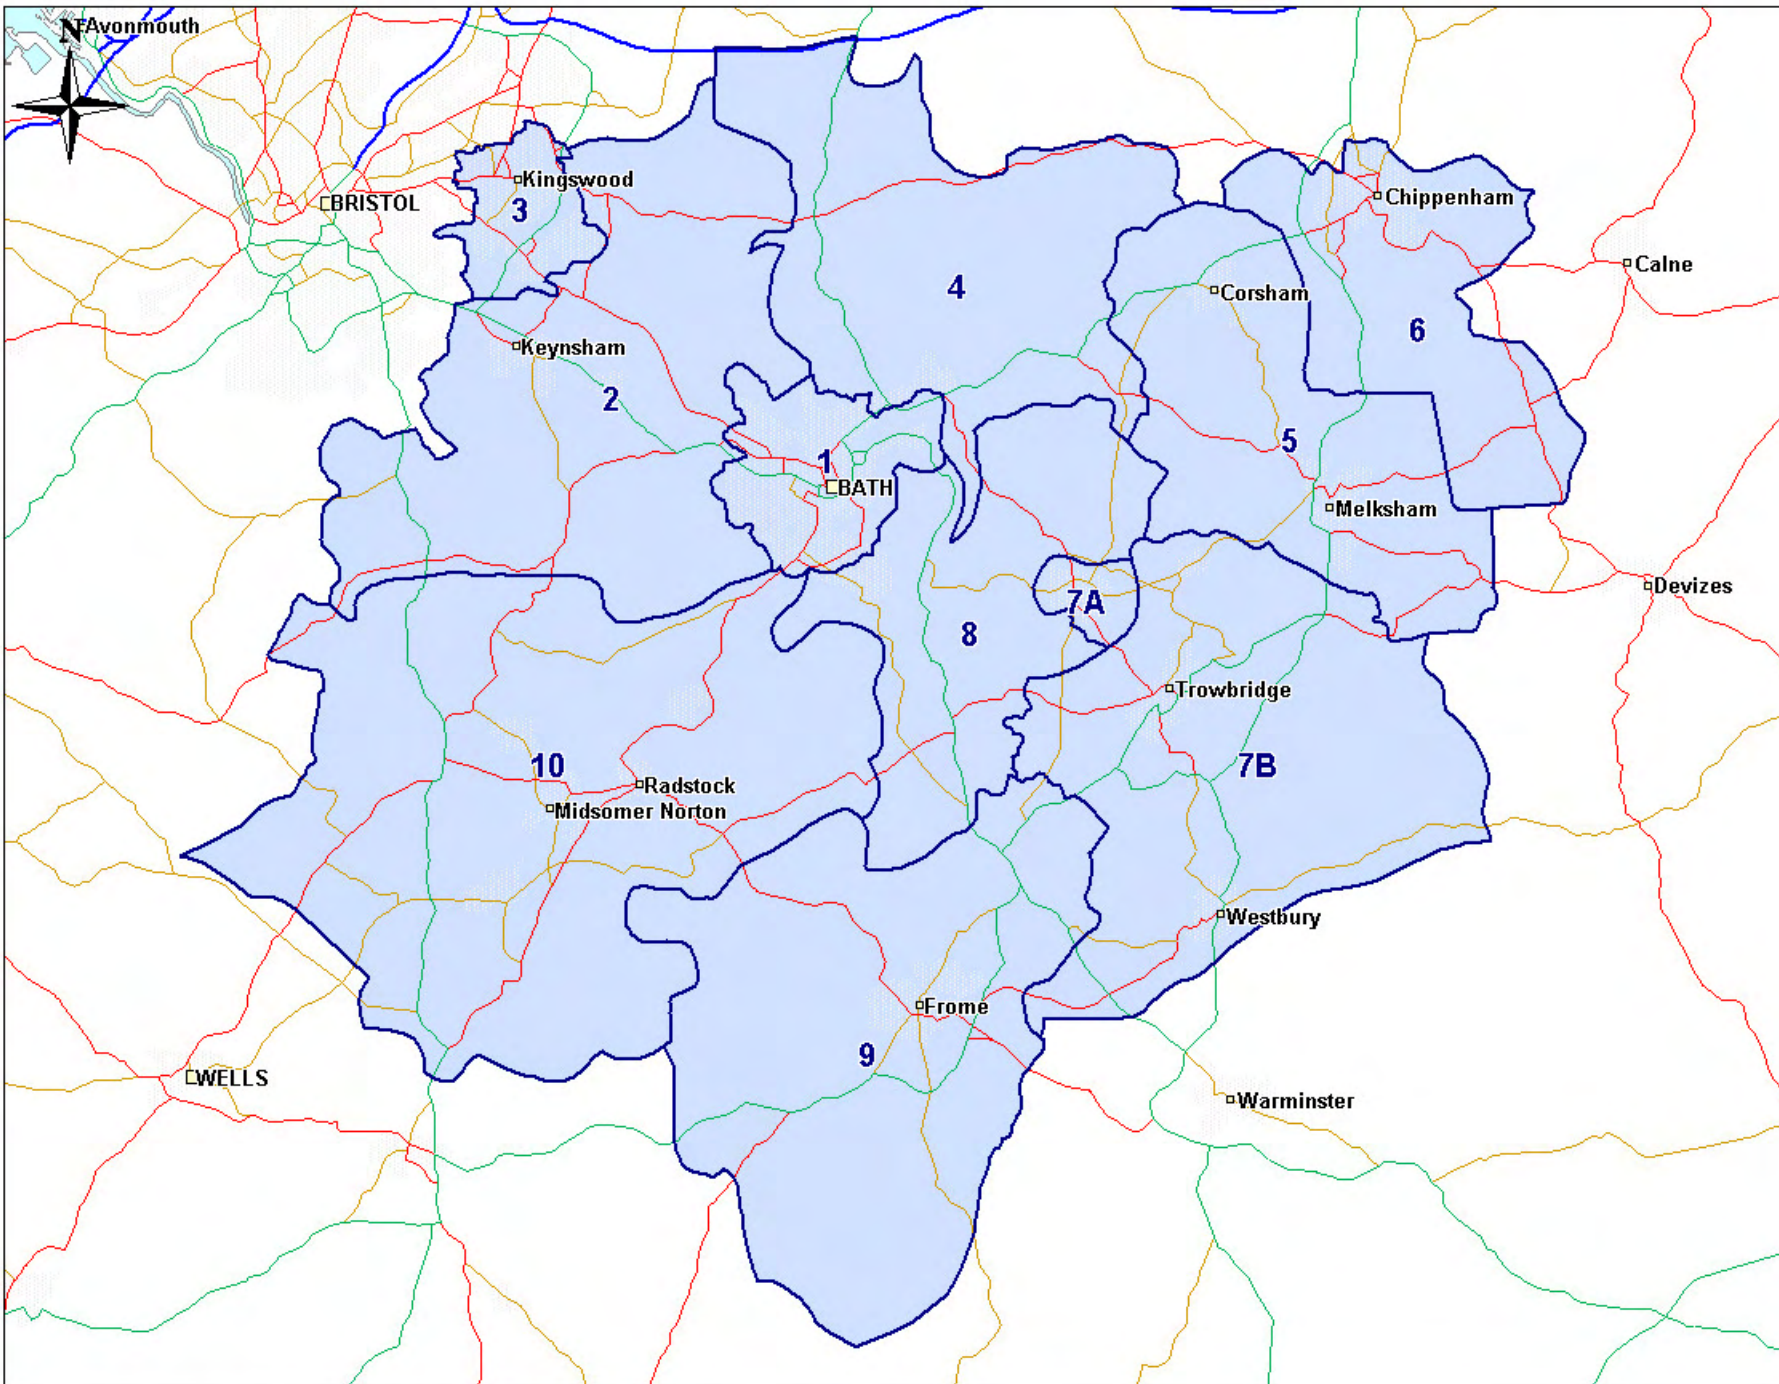 N
Avonmouth
Kingswood
BRISTOL
3
Chippenham
Calne
4
Corsham
6
Keynsham
2
5
1
BATH
Melksham
Devizes
7A
8
Trowbridge
10
7B
Radstock
Midsomer Norton
Westbury
Frome
9
WELLS
Warminster